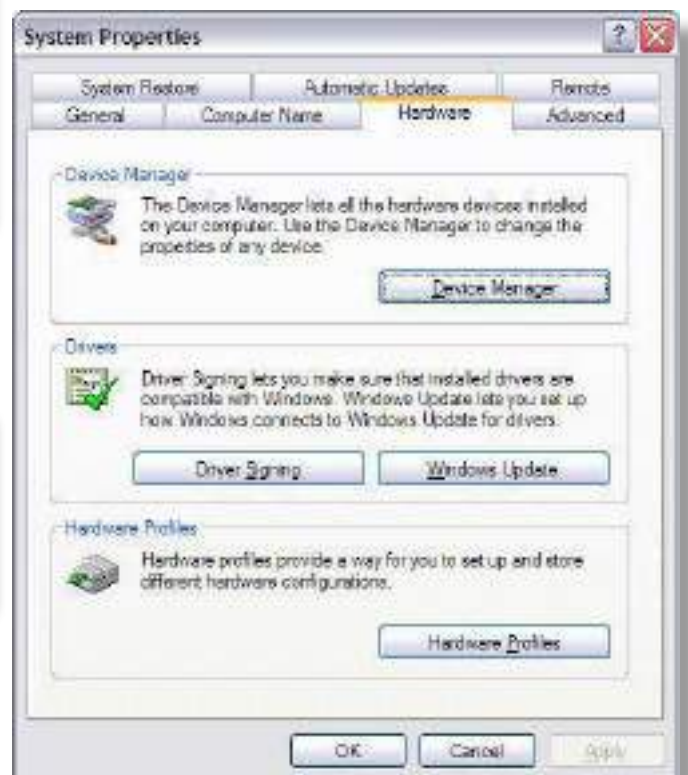 System Properties
System Restore Automatic Updates Remote
General Computer Name Hardware Advanced
Device Manager
The Device Manager lists all the hardware devices installed
on your computer. Use the Device Manager to change the
properties of any device.
Device Manager
Drivers
Driver Signing lets you make sure that installed drivers are
compatible with Windows. Windows Update lets you set up
how Windows connects to Windows Update for drivers.
Driver Signing Windows Update
Hardware Profiles
Hardware profiles provide a way for you to set up and store
different hardware configurations.
Hardware Profiles
OK Cancel Apply